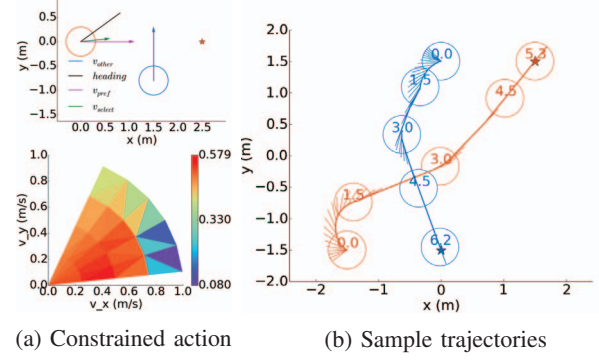 0.5
0.0
-0.5
-1.0
-1.5
y (m)
v_other
heading
v_pref
v_select
0.0 0.5 1.0 1.5 2.0 2.5
x (m)
1.0
0.8
0.6
0.4
0.2
0.0
v_y (m/s)
0.0 0.2 0.4 0.6 0.8 1.0
v_x (m/s)
0.579
0.330
0.080
2.0
1.5
1.0
0.5
0.0
−0.5
−1.0
−1.5
−2.0
y (m)
0.0
1.5
3.0
4.5
6.2
5.3
4.5
3.0
1.5
0.0
−2 −1 0 1 2
x (m)
(a) Constrained action
(b) Sample trajectories